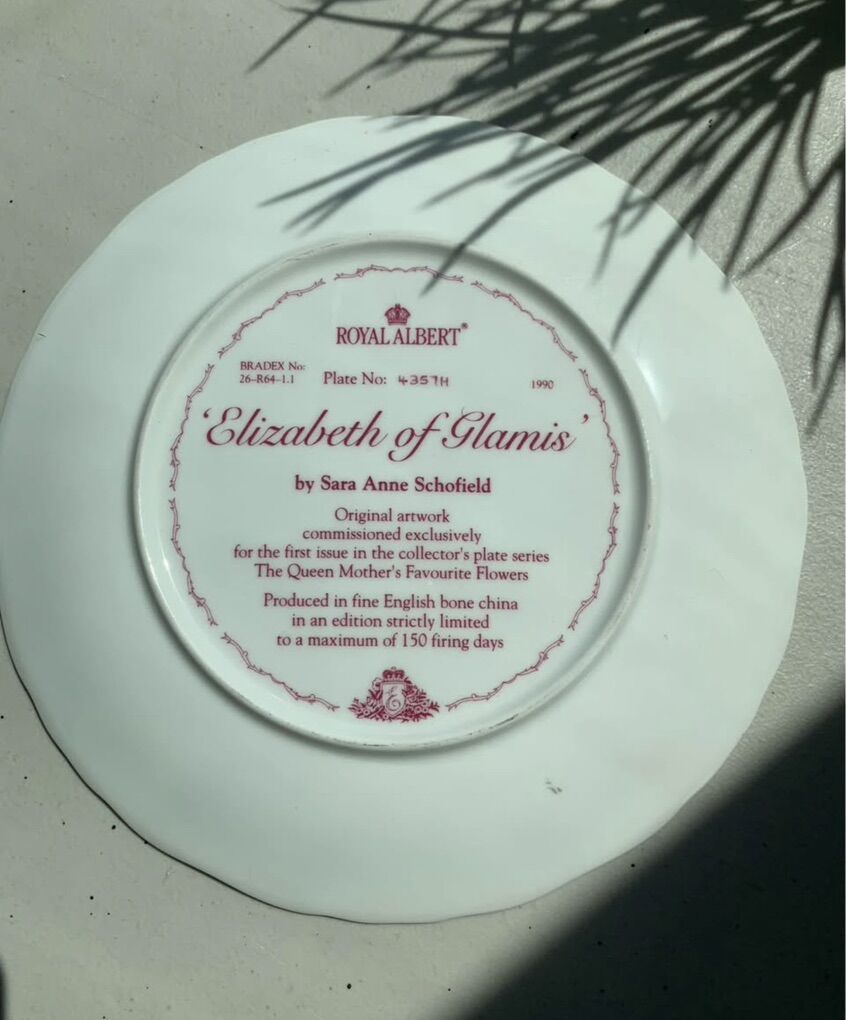 ROYAL ALBERT®
BRADEX No:
26-R64-1.1
Plate No: 4357H
1990
'Elizabeth of Glamis'
by Sara Anne Schofield
Original artwork
commissioned exclusively
for the first issue in the collector's plate series
The Queen Mother's Favourite Flowers
Produced in fine English bone china
in an edition strictly limited
to a maximum of 150 firing days
E